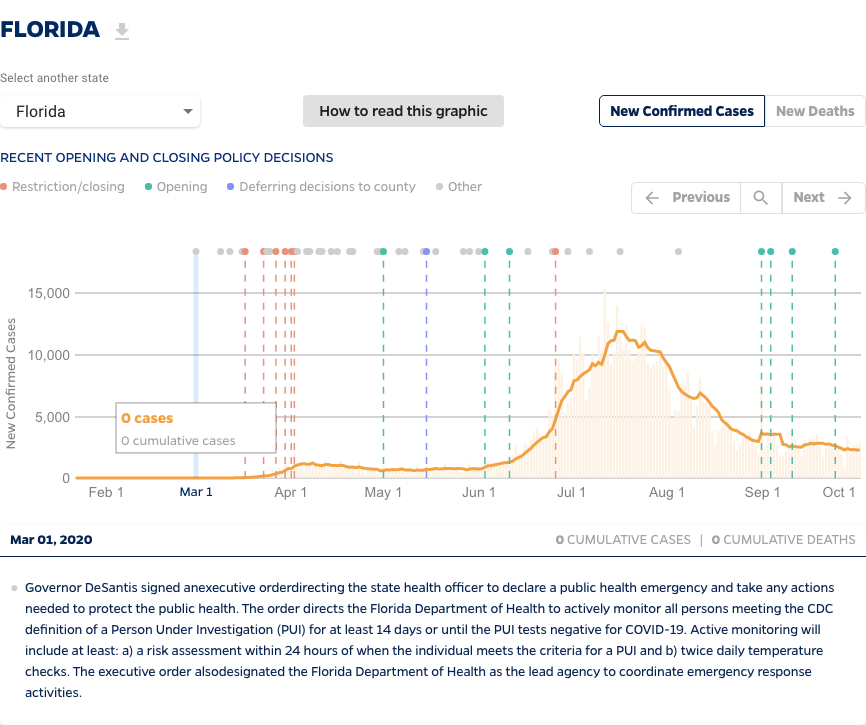 FLORIDA
Select another state
Florida
How to read this graphic
New Confirmed Cases
New Deaths
RECENT OPENING AND CLOSING POLICY DECISIONS
Restriction/closing
Opening
Deferring decisions to county
Other
Previous
Next
New Confirmed Cases
15,000
10,000
5,000
0
0 cases
0 cumulative cases
Feb 1
Mar 1
Apr 1
May 1
Jun 1
Jul 1
Aug 1
Sep 1
Oct 1
Mar 01, 2020
0 CUMULATIVE CASES | 0 CUMULATIVE DEATHS
Governor DeSantis signed anexecutive orderdirecting the state health officer to declare a public health emergency and take any actions
needed to protect the public health. The order directs the Florida Department of Health to actively monitor all persons meeting the CDC
definition of a Person Under Investigation (PUI) for at least 14 days or until the PUI tests negative for COVID-19. Active monitoring will
include at least: a) a risk assessment within 24 hours of when the individual meets the criteria for a PUI and b) twice daily temperature
checks. The executive order alsodesignated the Florida Department of Health as the lead agency to coordinate emergency response
activities.